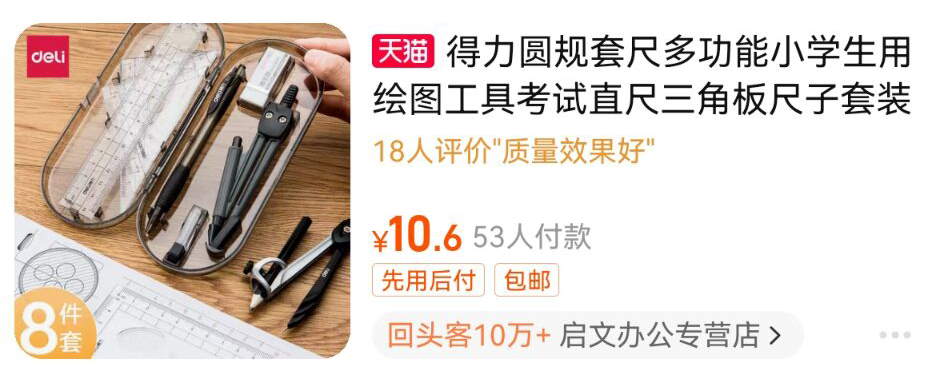 deli
8件套
天猫 得力圆规套尺多功能小学生用
绘图工具考试直尺三角板尺子套装
18人评价"质量效果好"
¥10.6 53人付款
先用后付 包邮
回头客10万+ 启文办公专营店 >